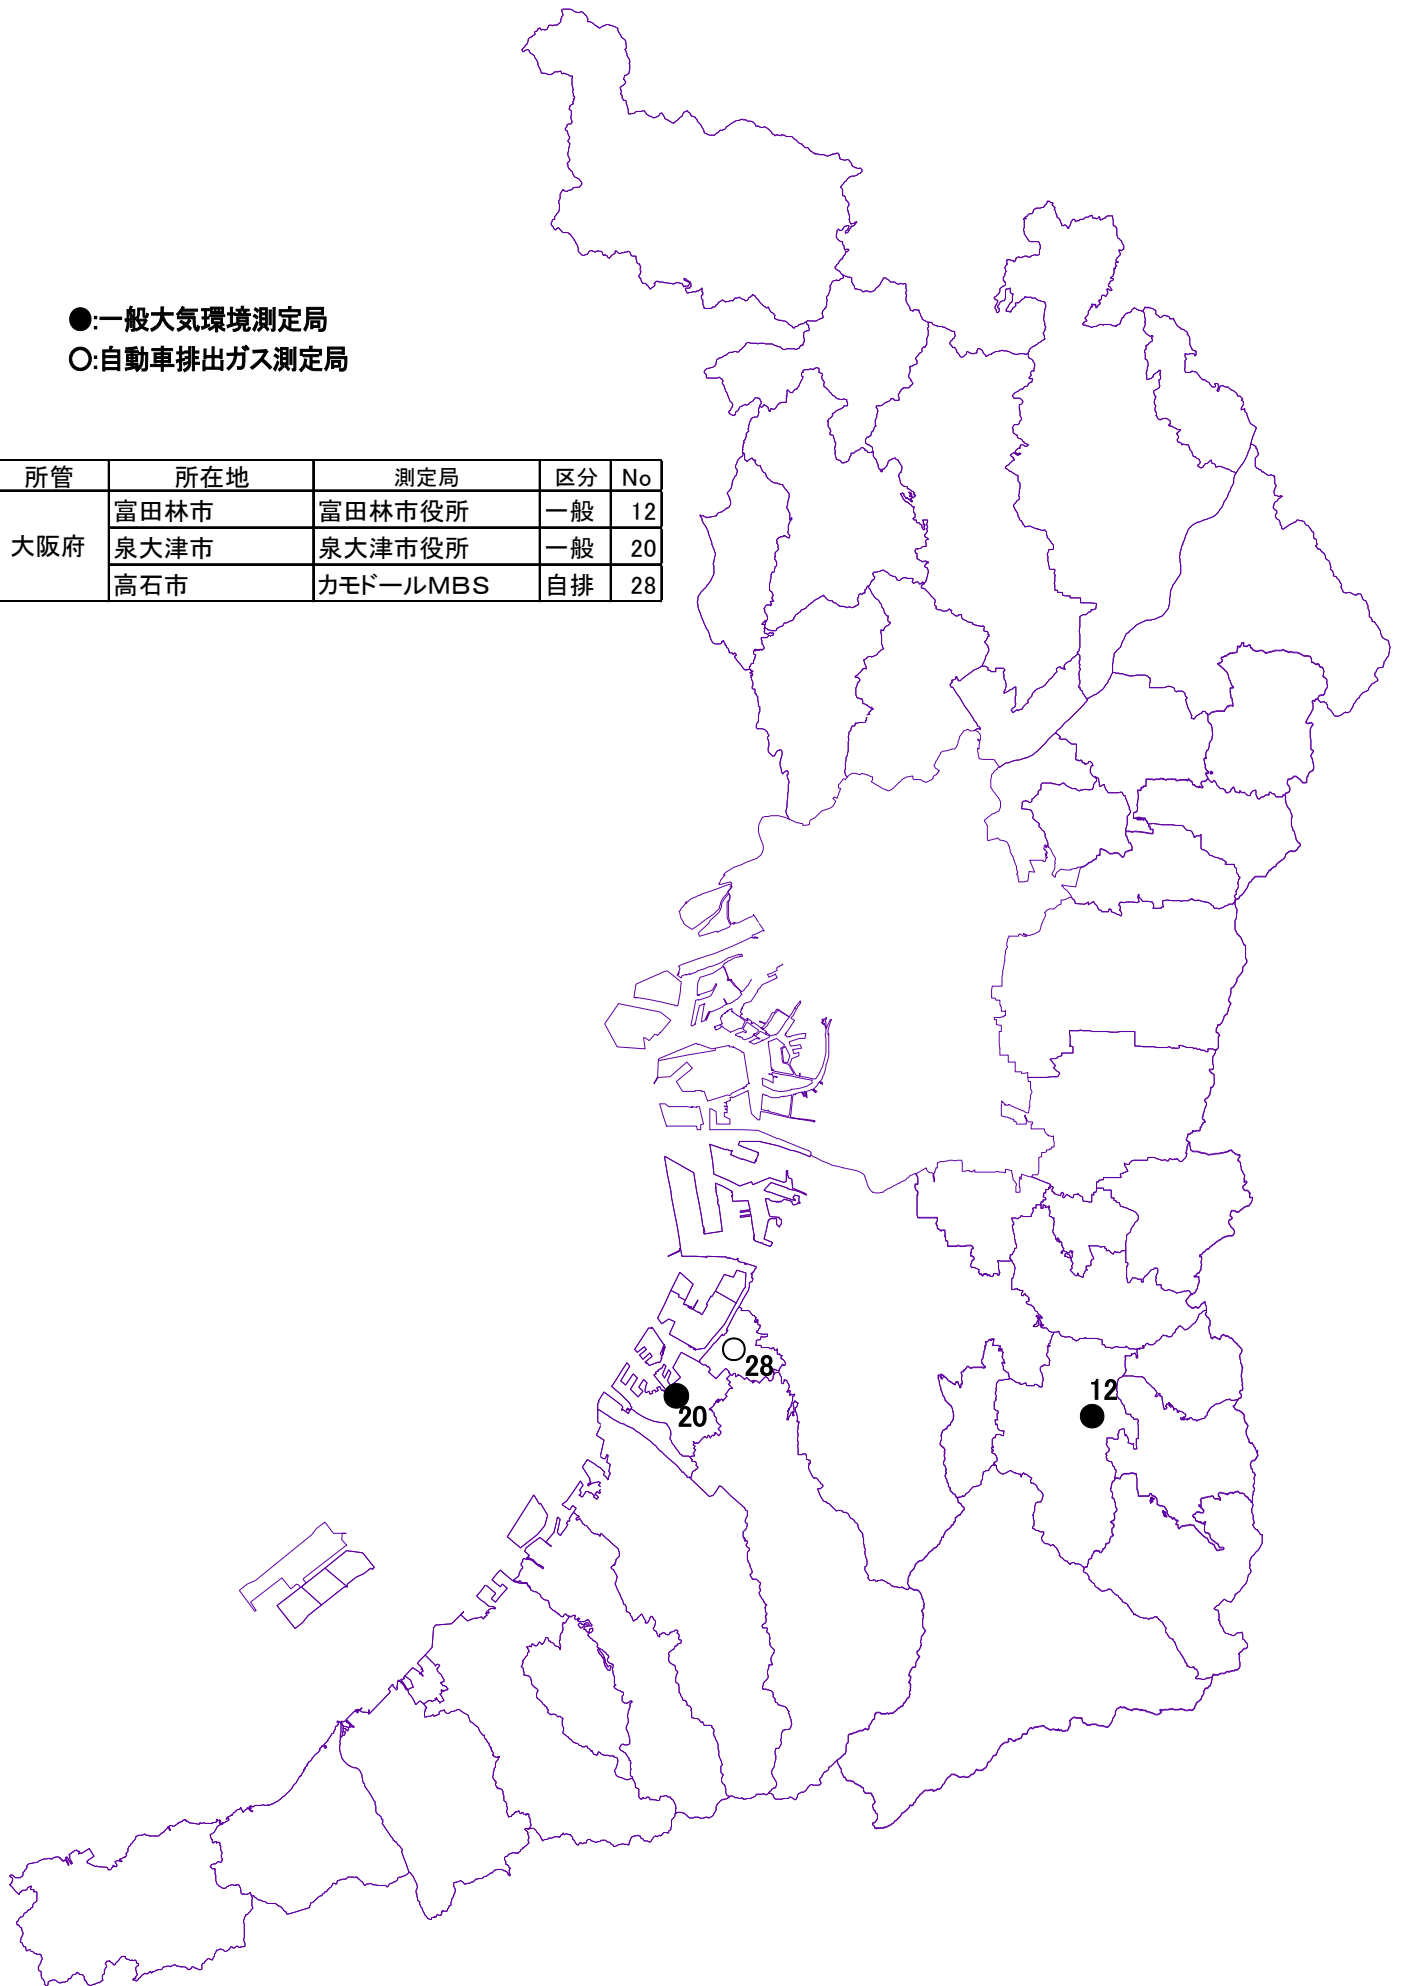 ●:一般大気環境測定局
○:自動車排出ガス測定局
所管 所在地 測定局 区分 No
大阪府 富田林市 富田林市役所 一般 12
泉大津市 泉大津市役所 一般 20
高石市 カモドールMBS 自排 28
28
12
20